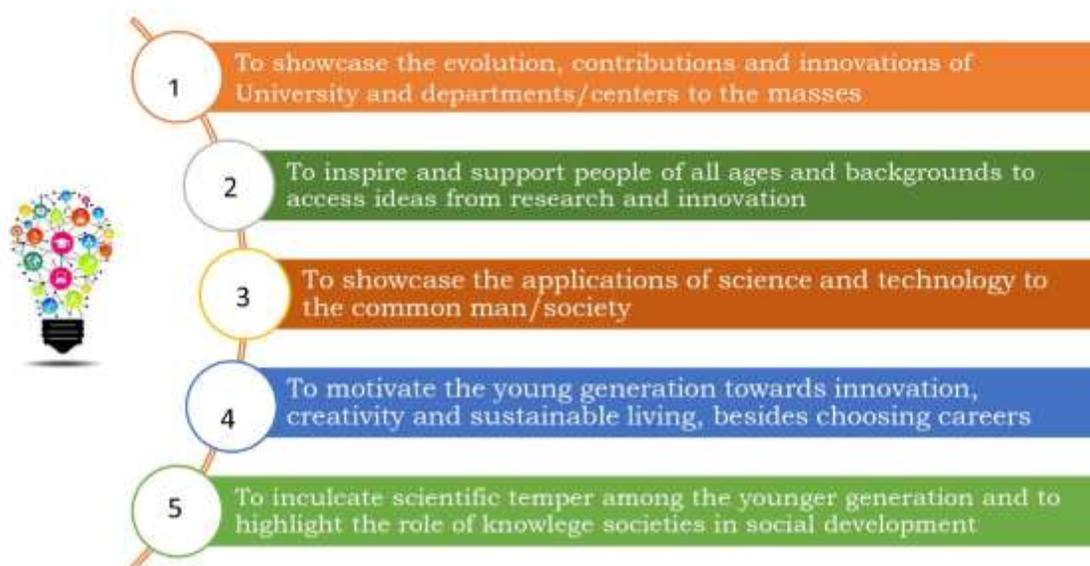 1
To showcase the evolution, contributions and innovations of
University and departments/centers to the masses
2
To inspire and support people of all ages and backgrounds to
access ideas from research and innovation
3
To showcase the applications of science and technology to
the common man/society
4
To motivate the young generation towards innovation,
creativity and sustainable living, besides choosing careers
5
To inculcate scientific temper among the younger generation and to
highlight the role of knowlege societies in social development